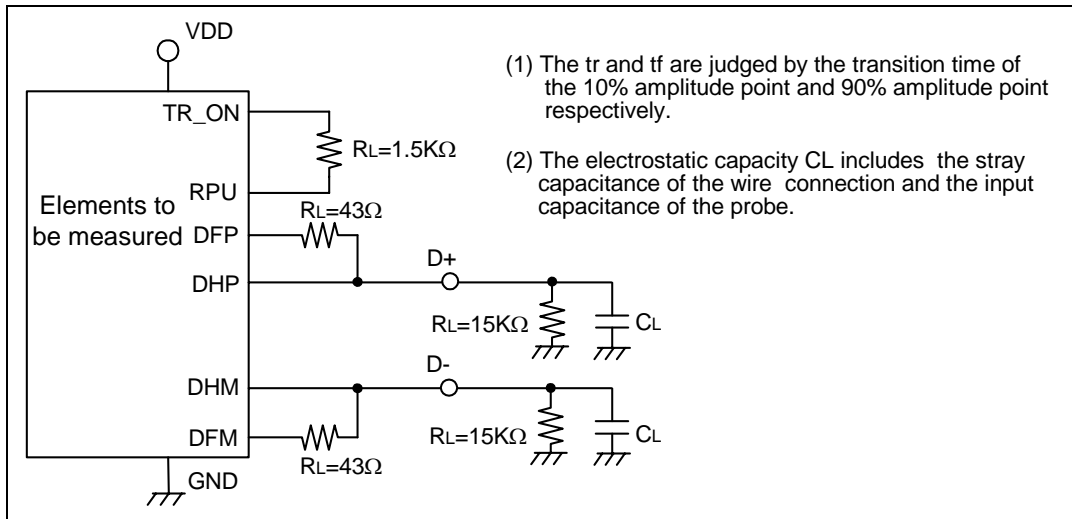 VDD
(1) The tr and tf are judged by the transition time of
the 10% amplitude point and 90% amplitude point
respectively.
(2) The electrostatic capacity CL includes the stray
capacitance of the wire connection and the input
capacitance of the probe.
TR_ON
RL=1.5KΩ
RPU
Elements to
be measured
RL=43Ω
DFP
DHP
D+
RL=15KΩ
CL
D-
DHM
DFM
RL=15KΩ
CL
RL=43Ω
GND